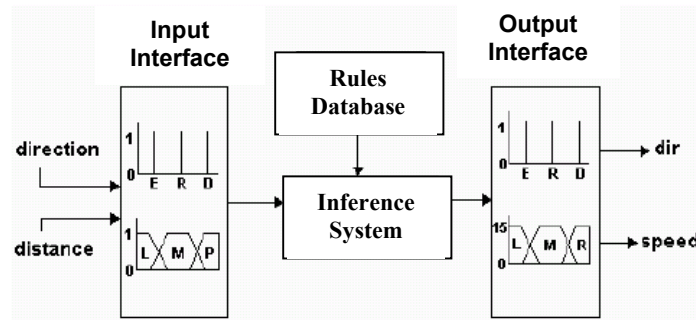 Input
Interface
Output
Interface
Rules
Database
direction
distance
1
0
E R D
1
0
L M P
Inference
System
1
0
E R D
15
0
L M R
dir
speed